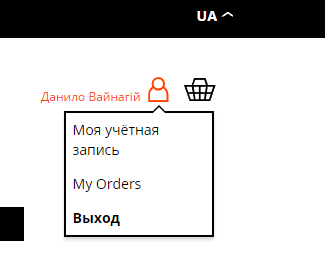 UA
Данило Вайнагій
Моя учётная
запись
My Orders
Выход